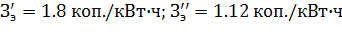 З′ₑ = 1.8 коп./кВт·ч; З″ₑ = 1.12 коп./кВт·ч